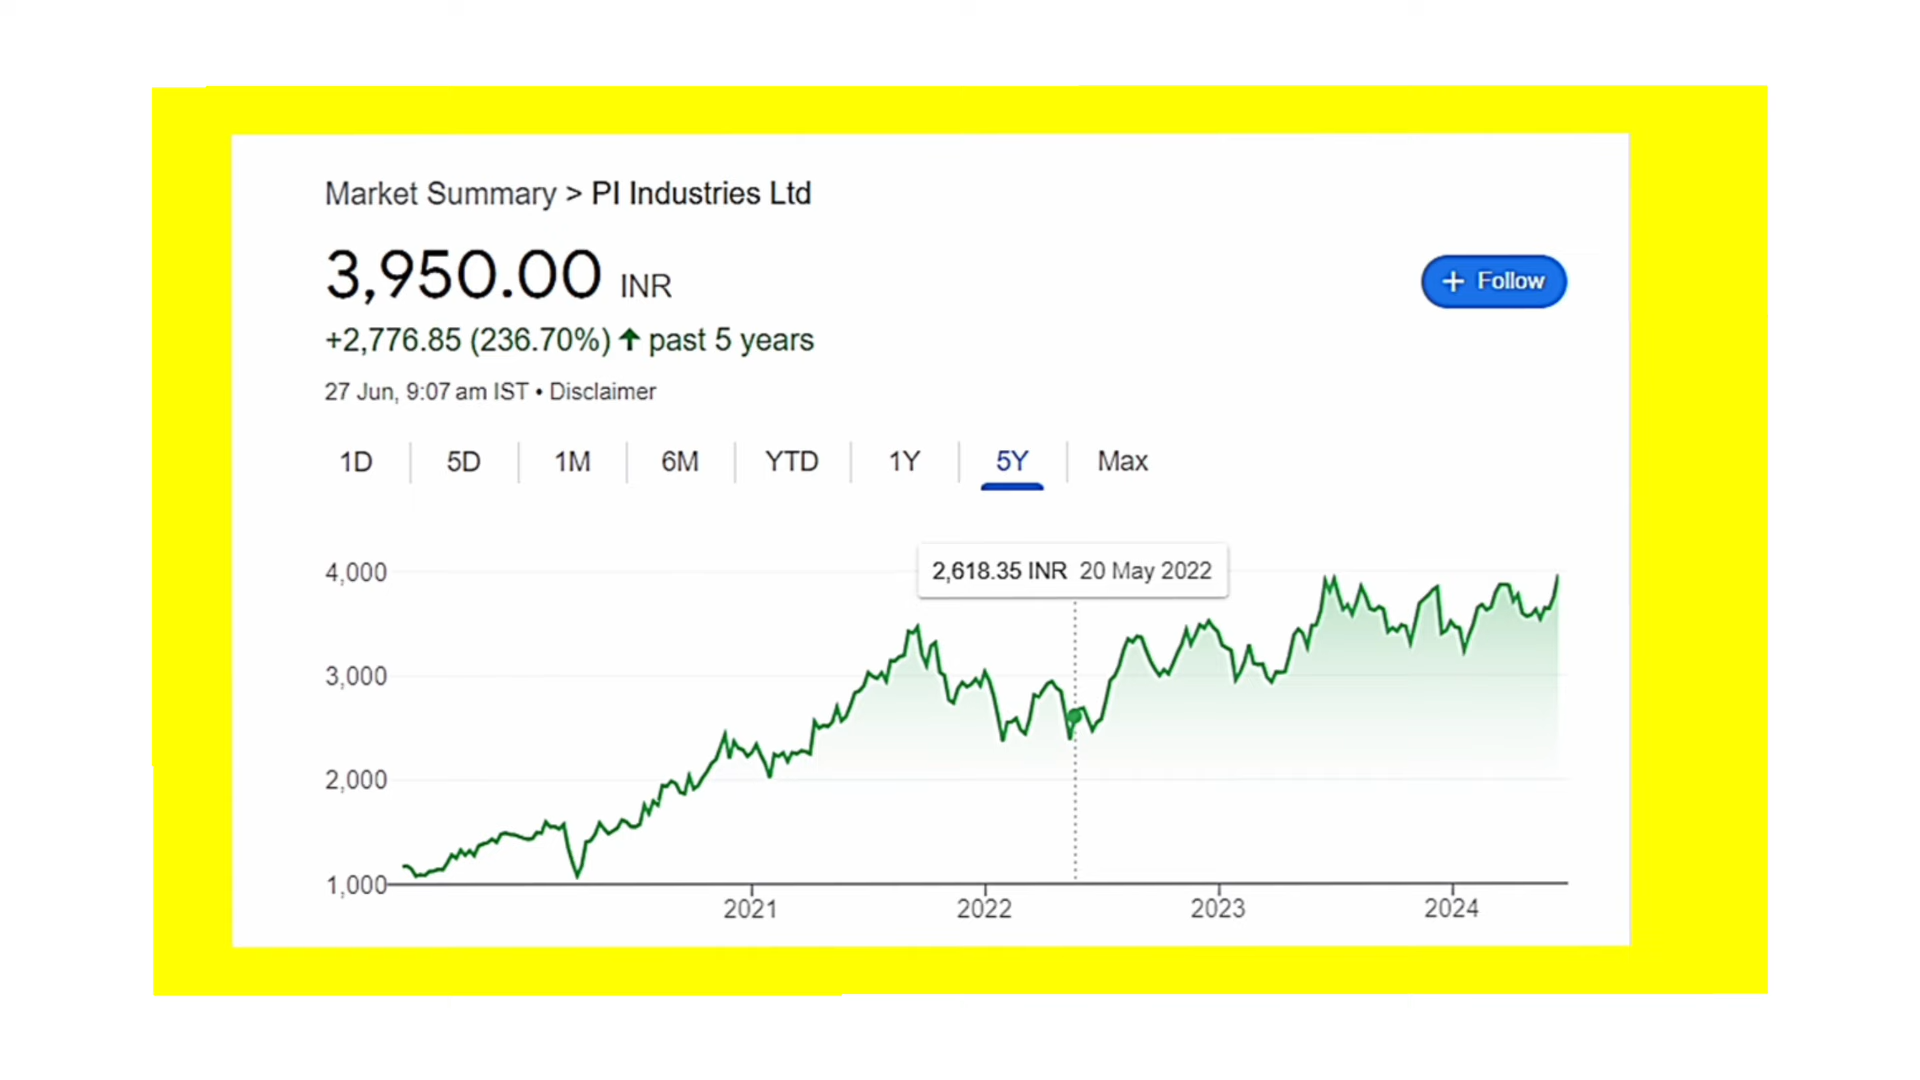 Market Summary > PI Industries Ltd
3,950.00 INR
+ Follow
+2,776.85 (236.70%) ↑ past 5 years
27 Jun, 9:07 am IST • Disclaimer
1D 5D 1M 6M YTD 1Y 5Y Max
2,618.35 INR 20 May 2022
4,000
3,000
2,000
1,000
2021 2022 2023 2024